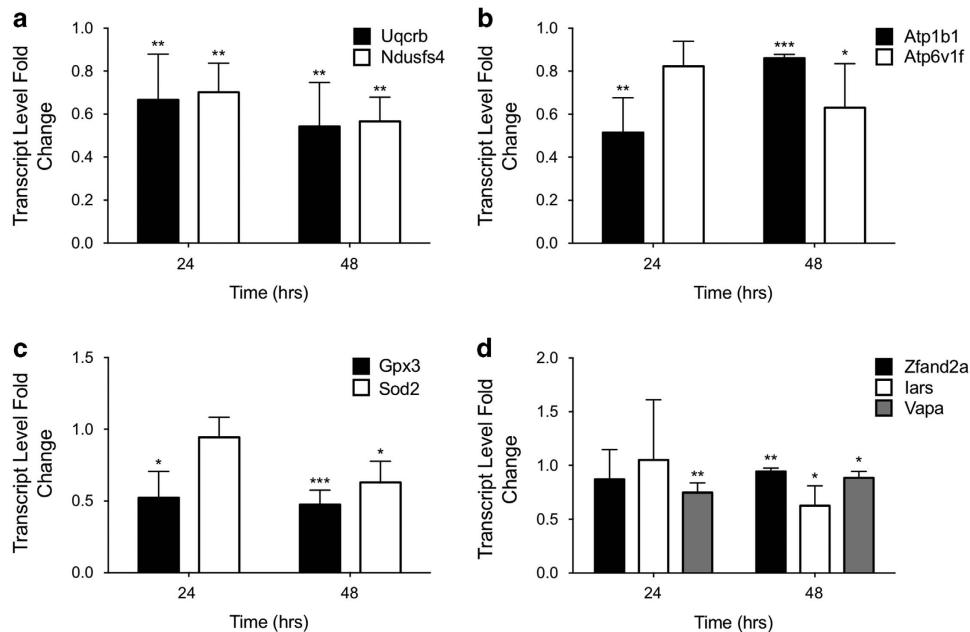 a
Uqcrb
Ndusfs4
Transcript Level Fold
Change
1.0
0.8
0.6
0.4
0.2
0.0
**
**
**
**
24
48
Time (hrs)
b
Atp1b1
Atp6v1f
Transcript Level Fold
Change
1.0
0.8
0.6
0.4
0.2
0.0
**
***
*
24
48
Time (hrs)
c
Gpx3
Sod2
Transcript Level Fold
Change
1.5
1.0
0.5
0.0
*
***
*
24
48
Time (hrs)
d
Zfand2a
Iars
Vapa
Transcript Level Fold
Change
2.0
1.5
1.0
0.5
0.0
**
**
*
*
24
48
Time (hrs)